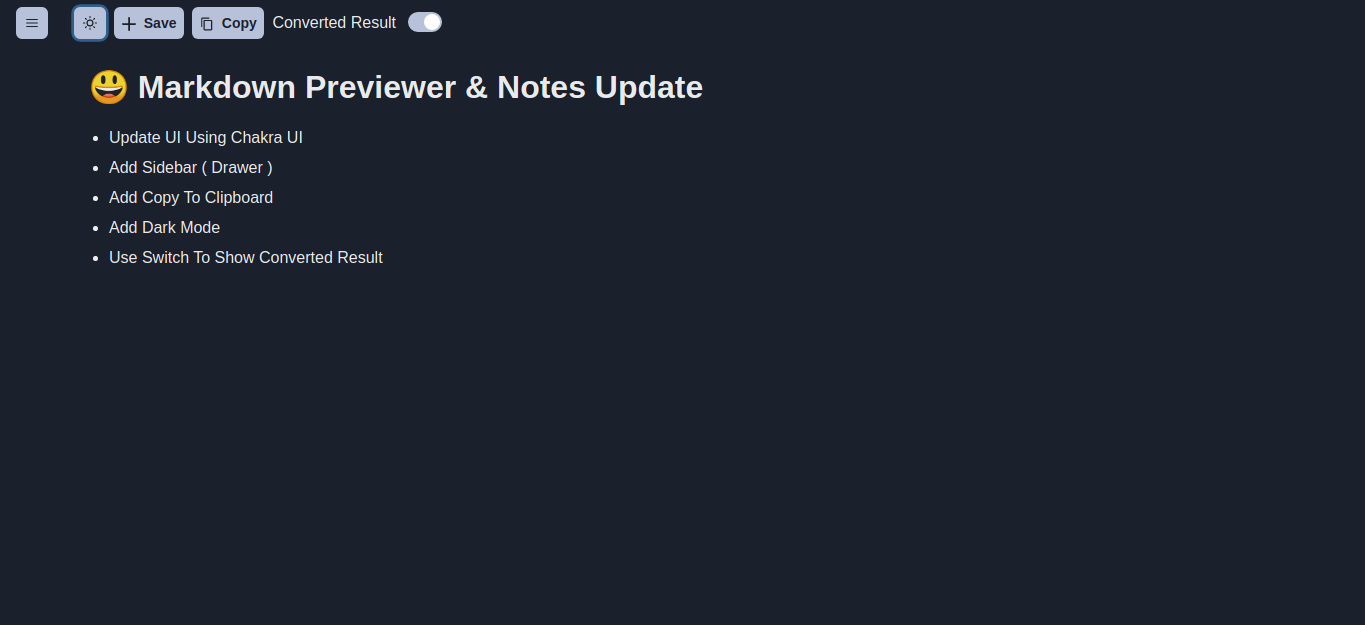 Save Copy Converted Result
😃 Markdown Previewer & Notes Update
• Update UI Using Chakra UI
• Add Sidebar ( Drawer )
• Add Copy To Clipboard
• Add Dark Mode
• Use Switch To Show Converted Result